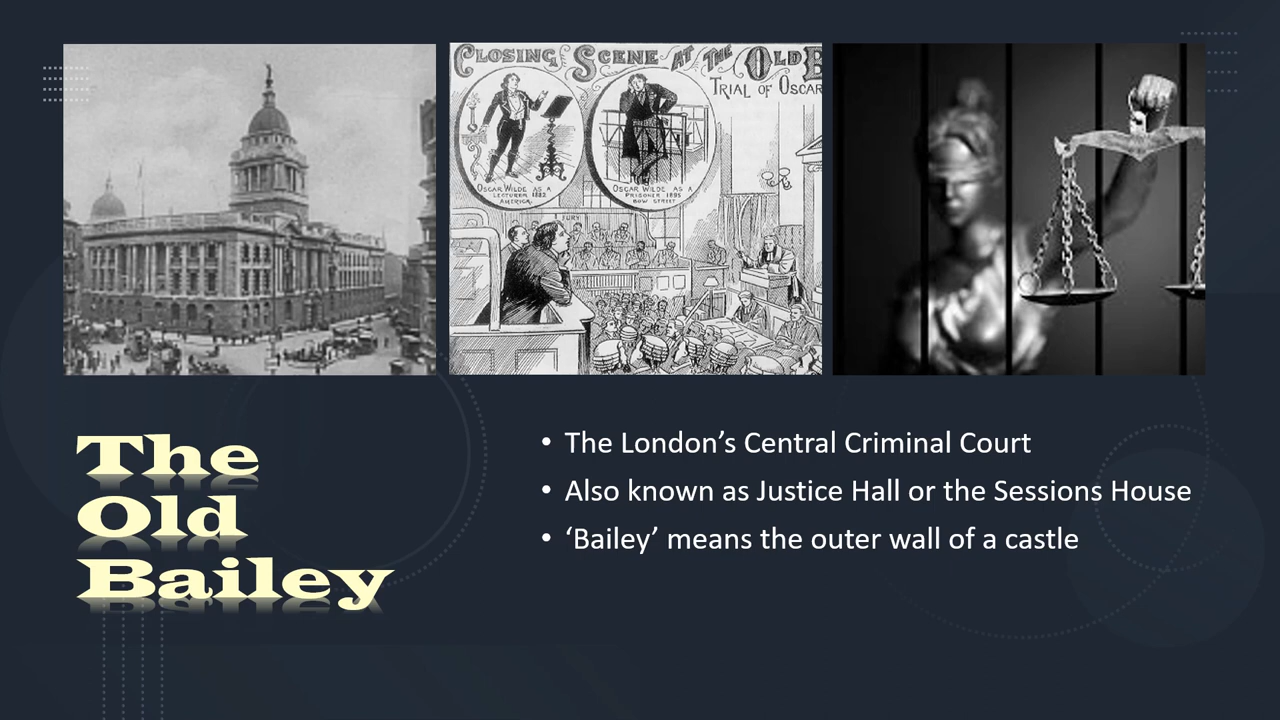 CLOSING SCENE AT THE OLD B
TRIAL OF OSCAR
OSCAR WILDE AS A
LECTURER 1882
AMERICA.
OSCAR WILDE AS A
PRISONER 1895
BOW STREET
JURY
The
Old
Bailey
• The London’s Central Criminal Court
• Also known as Justice Hall or the Sessions House
• ‘Bailey’ means the outer wall of a castle